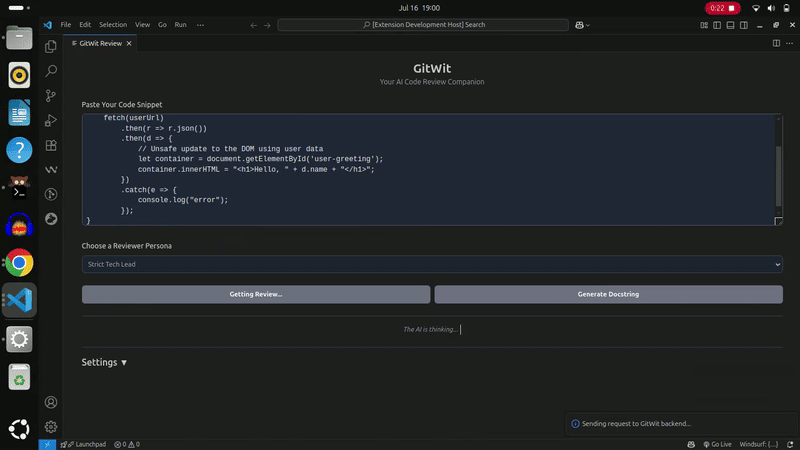 Jul 16 19:00
0:22
File Edit Selection View Go Run ···
[Extension Development Host] Search
GitWit Review
GitWit
Your AI Code Review Companion
Paste Your Code Snippet
fetch(userUrl)
.then(r => r.json())
.then(d => {
// Unsafe update to the DOM using user data
let container = document.getElementById('user-greeting');
container.innerHTML = "<h1>Hello, " + d.name + "</h1>";
})
.catch(e => {
console.log("error");
});
}
Choose a Reviewer Persona
Strict Tech Lead
Getting Review... Generate Docstring
The AI is thinking...
Settings ▼
Sending request to GitWit backend...
Launchpad 0 0 Go Live Windsurf: {...}